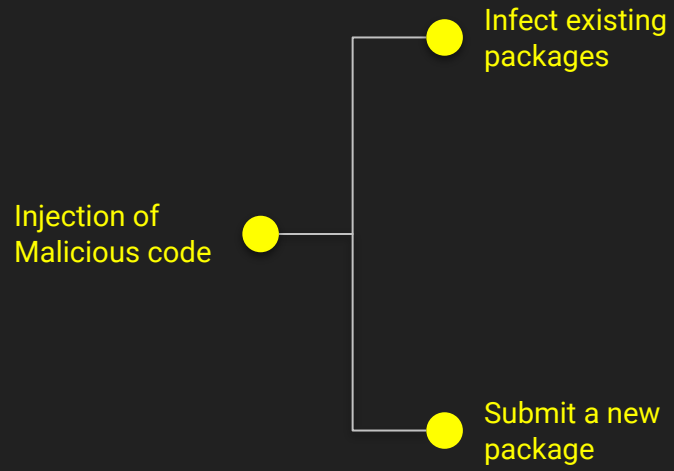 Infect existing
packages
Injection of
Malicious code
Submit a new
package